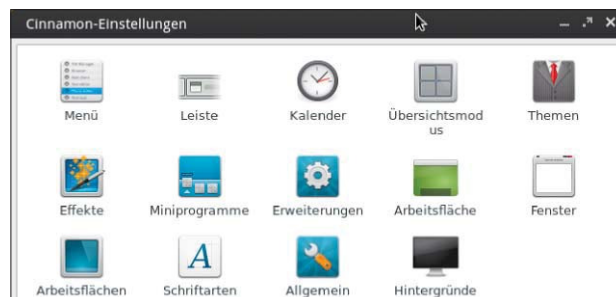 Cinnamon-Einstellungen
Menü
Leiste
Kalender
Übersichtsmod
us
Themen
Effekte
Miniprogramme
Erweiterungen
Arbeitsfläche
Fenster
Arbeitsflächen
Schriftarten
Allgemein
Hintergründe